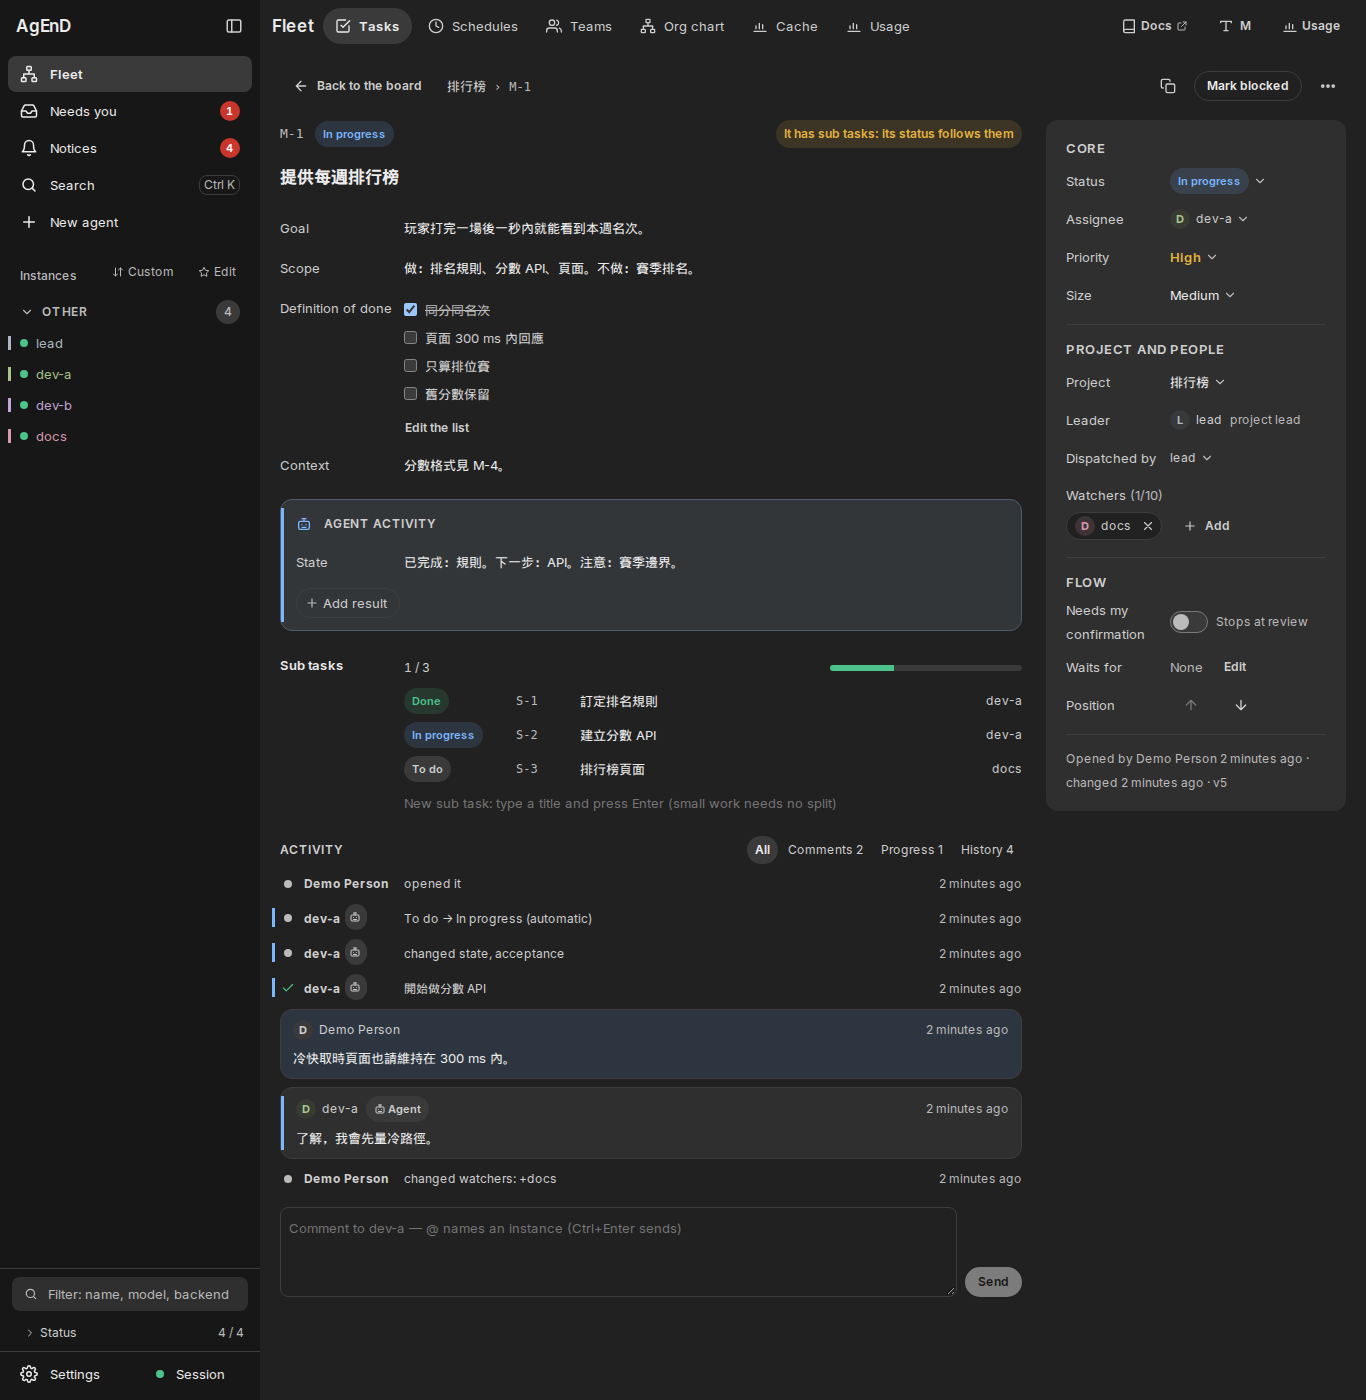 AgEnD
Fleet
Needs you 1
Notices 4
Search Ctrl K
New agent
Instances Custom Edit
OTHER 4
lead
dev-a
dev-b
docs
Filter: name, model, backend
Status 4 / 4
Settings Session
Fleet Tasks Schedules Teams Org chart Cache Usage Docs M Usage
Back to the board 排行榜 › M-1 Mark blocked
M-1 In progress It has sub tasks: its status follows them
提供每週排行榜
Goal 玩家打完一場後一秒內就能看到本週名次。
Scope 做：排名規則、分數 API、頁面。不做：賽季排名。
Definition of done 同分同名次
頁面 300 ms 內回應
只算排位賽
舊分數保留
Edit the list
Context 分數格式見 M-4。
AGENT ACTIVITY
State 已完成：規則。下一步：API。注意：賽季邊界。
Add result
Sub tasks 1 / 3
Done S-1 訂定排名規則 dev-a
In progress S-2 建立分數 API dev-a
To do S-3 排行榜頁面 docs
New sub task: type a title and press Enter (small work needs no split)
ACTIVITY All Comments 2 Progress 1 History 4
Demo Person opened it 2 minutes ago
dev-a To do → In progress (automatic) 2 minutes ago
dev-a changed state, acceptance 2 minutes ago
dev-a 開始做分數 API 2 minutes ago
D Demo Person 2 minutes ago
冷快取時頁面也請維持在 300 ms 內。
D dev-a Agent 2 minutes ago
了解，我會先量冷路徑。
Demo Person changed watchers: +docs 2 minutes ago
Comment to dev-a — @ names an instance (Ctrl+Enter sends)
Send
CORE
Status In progress
Assignee D dev-a
Priority High
Size Medium
PROJECT AND PEOPLE
Project 排行榜
Leader L lead project lead
Dispatched by lead
Watchers (1/10)
D docs Add
FLOW
Needs my
confirmation Stops at review
Waits for None Edit
Position
Opened by Demo Person 2 minutes ago ·
changed 2 minutes ago · v5